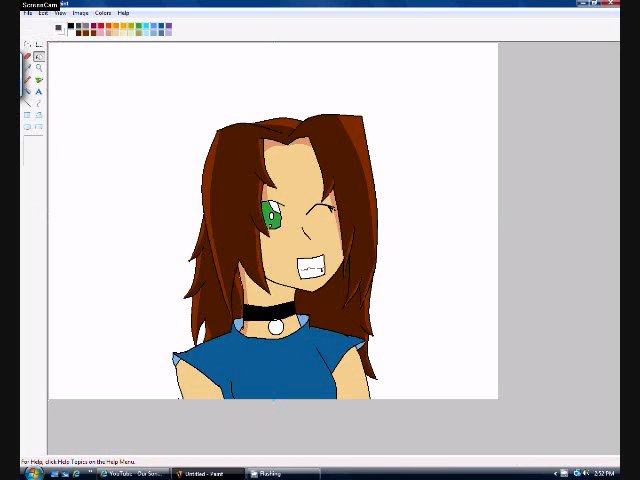 ScreenCam
File Edit View Image Colors Help
For Help, click Help Topics on the Help Menu.
YouTube - Our Son...
Untitled - Paint
Flashing
2:52 PM